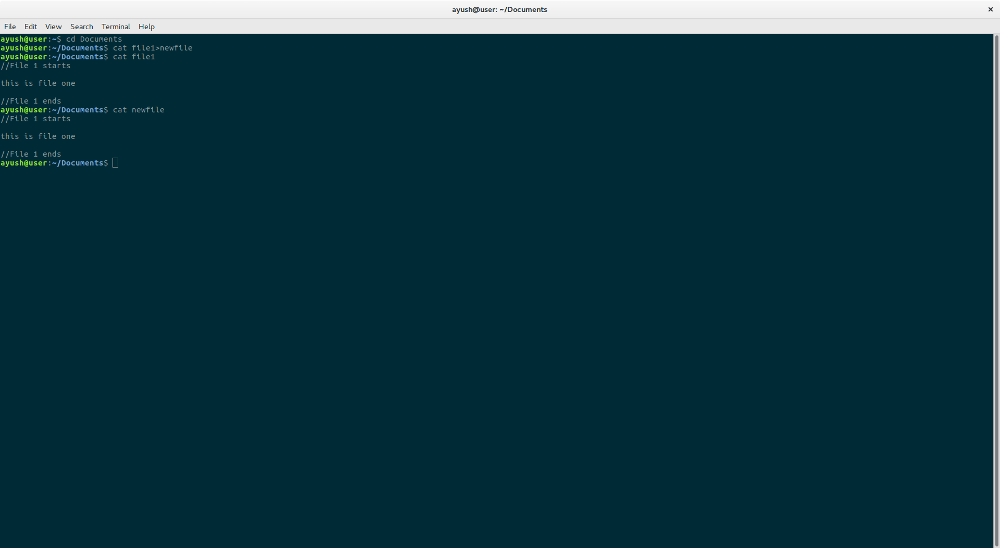 ayush@user: ~/Documents
File Edit View Search Terminal Help
ayush@user:~$ cd Documents
ayush@user:~/Documents$ cat file1>newfile
ayush@user:~/Documents$ cat file1
//File 1 starts
this is file one
//File 1 ends
ayush@user:~/Documents$ cat newfile
//File 1 starts
this is file one
//File 1 ends
ayush@user:~/Documents$